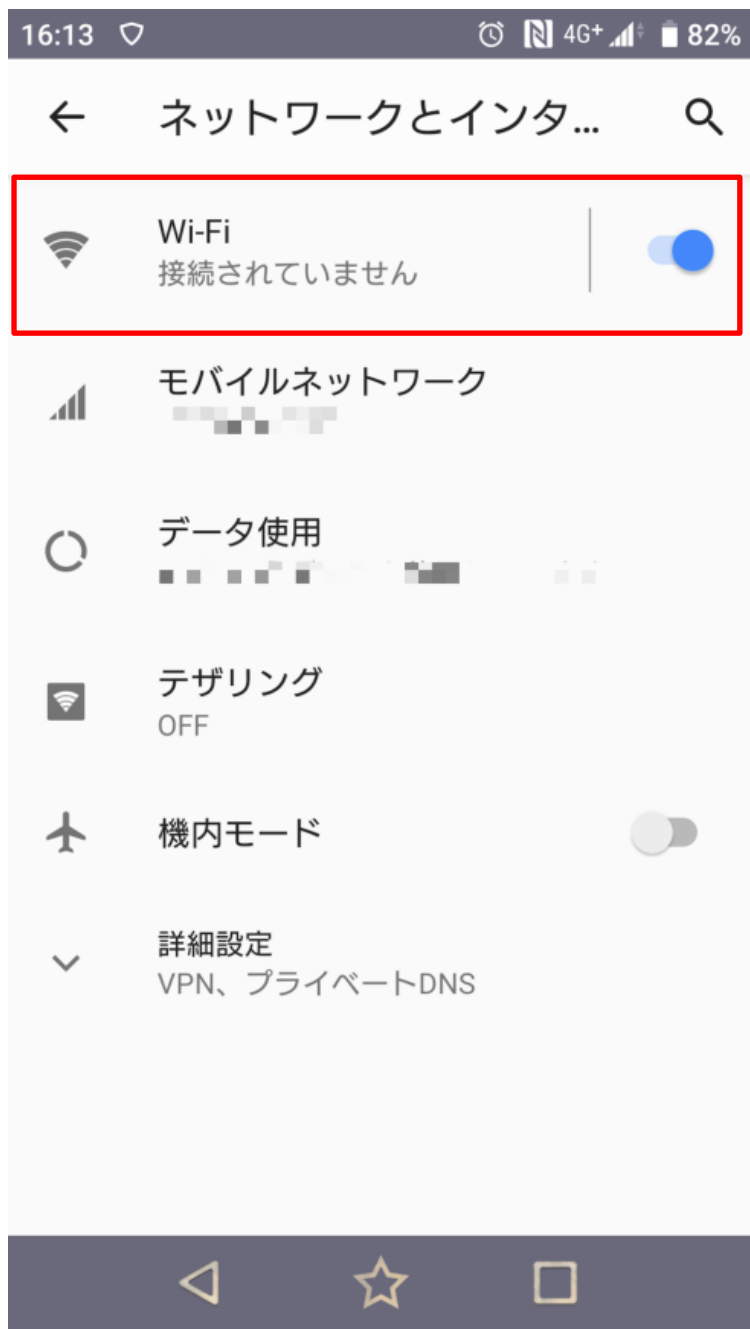 16:13 4G+ 82%
ネットワークとインタ...
Wi-Fi
接続されていません
モバイルネットワーク
データ使用
テザリング
OFF
機内モード
詳細設定
VPN、プライベートDNS